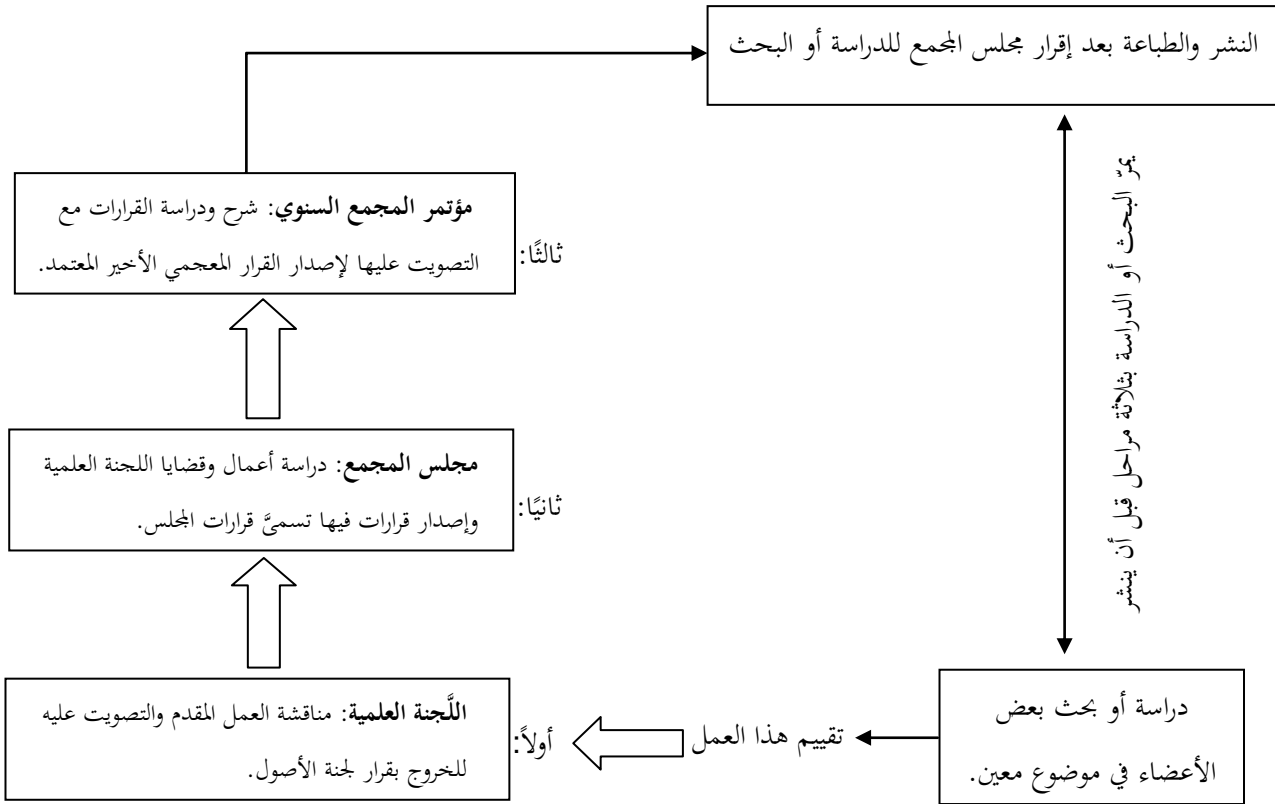 النشر والطباعة بعد إقرار مجلس المجمع للدراسة أو البحث
يمرّ البحث أو الدراسة بثلاثة مراحل قبل أن ينشر
مؤتمر المجمع السنوي: شرح ودراسة القرارات مع
التصويت عليها لإصدار القرار المعجمي الأخير المعتمد.
ثالثًا:
مجلس المجمع: دراسة أعمال وقضايا اللجنة العلمية
وإصدار قرارات فيها تسمىَّ قرارات المجلس.
ثانيًا:
اللَّجنة العلمية: مناقشة العمل المقدم والتصويت عليه
للخروج بقرار لجنة الأصول.
أولاً:
تقييم هذا العمل
دراسة أو بحث بعض
الأعضاء في موضوع معين.